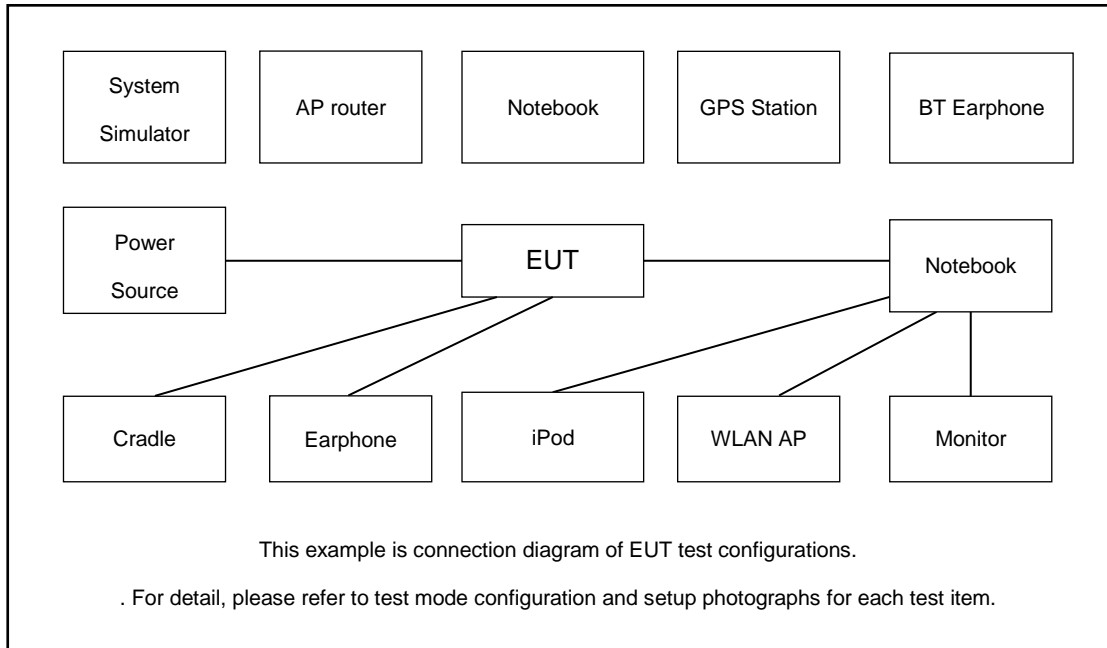 System
Simulator
AP router
Notebook
GPS Station
BT Earphone
Power
Source
EUT
Notebook
Cradle
Earphone
iPod
WLAN AP
Monitor
This example is connection diagram of EUT test configurations.
. For detail, please refer to test mode configuration and setup photographs for each test item.